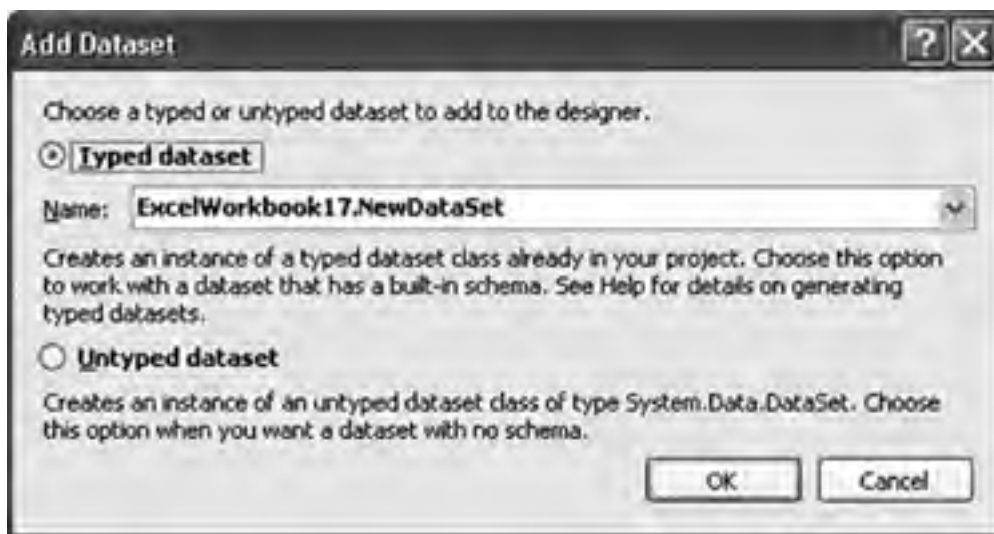 Add Dataset
Choose a typed or untyped dataset to add to the designer.
Typed dataset
Name: ExcelWorkbook17.NewDataSet
Creates an instance of a typed dataset class already in your project. Choose this option
to work with a dataset that has a built-in schema. See Help for details on generating
typed datasets.
Untyped dataset
Creates an instance of an untyped dataset class of type System.Data.DataSet. Choose
this option when you want a dataset with no schema.
OK Cancel